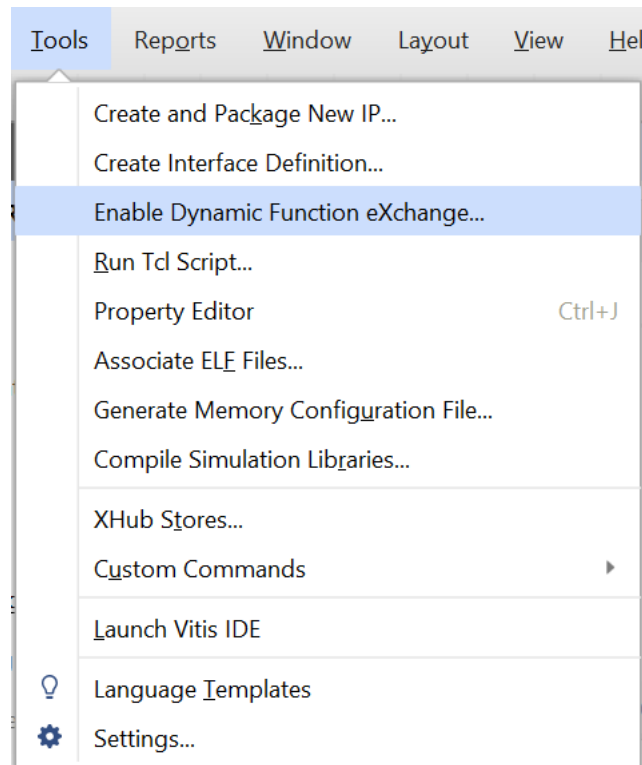 Tools Reports Window Layout View Hel
Create and Package New IP...
Create Interface Definition...
Enable Dynamic Function eXchange...
Run Tcl Script...
Property Editor Ctrl+J
Associate ELF Files...
Generate Memory Configuration File...
Compile Simulation Libraries...
XHub Stores...
Custom Commands
Launch Vitis IDE
Language Templates
Settings...